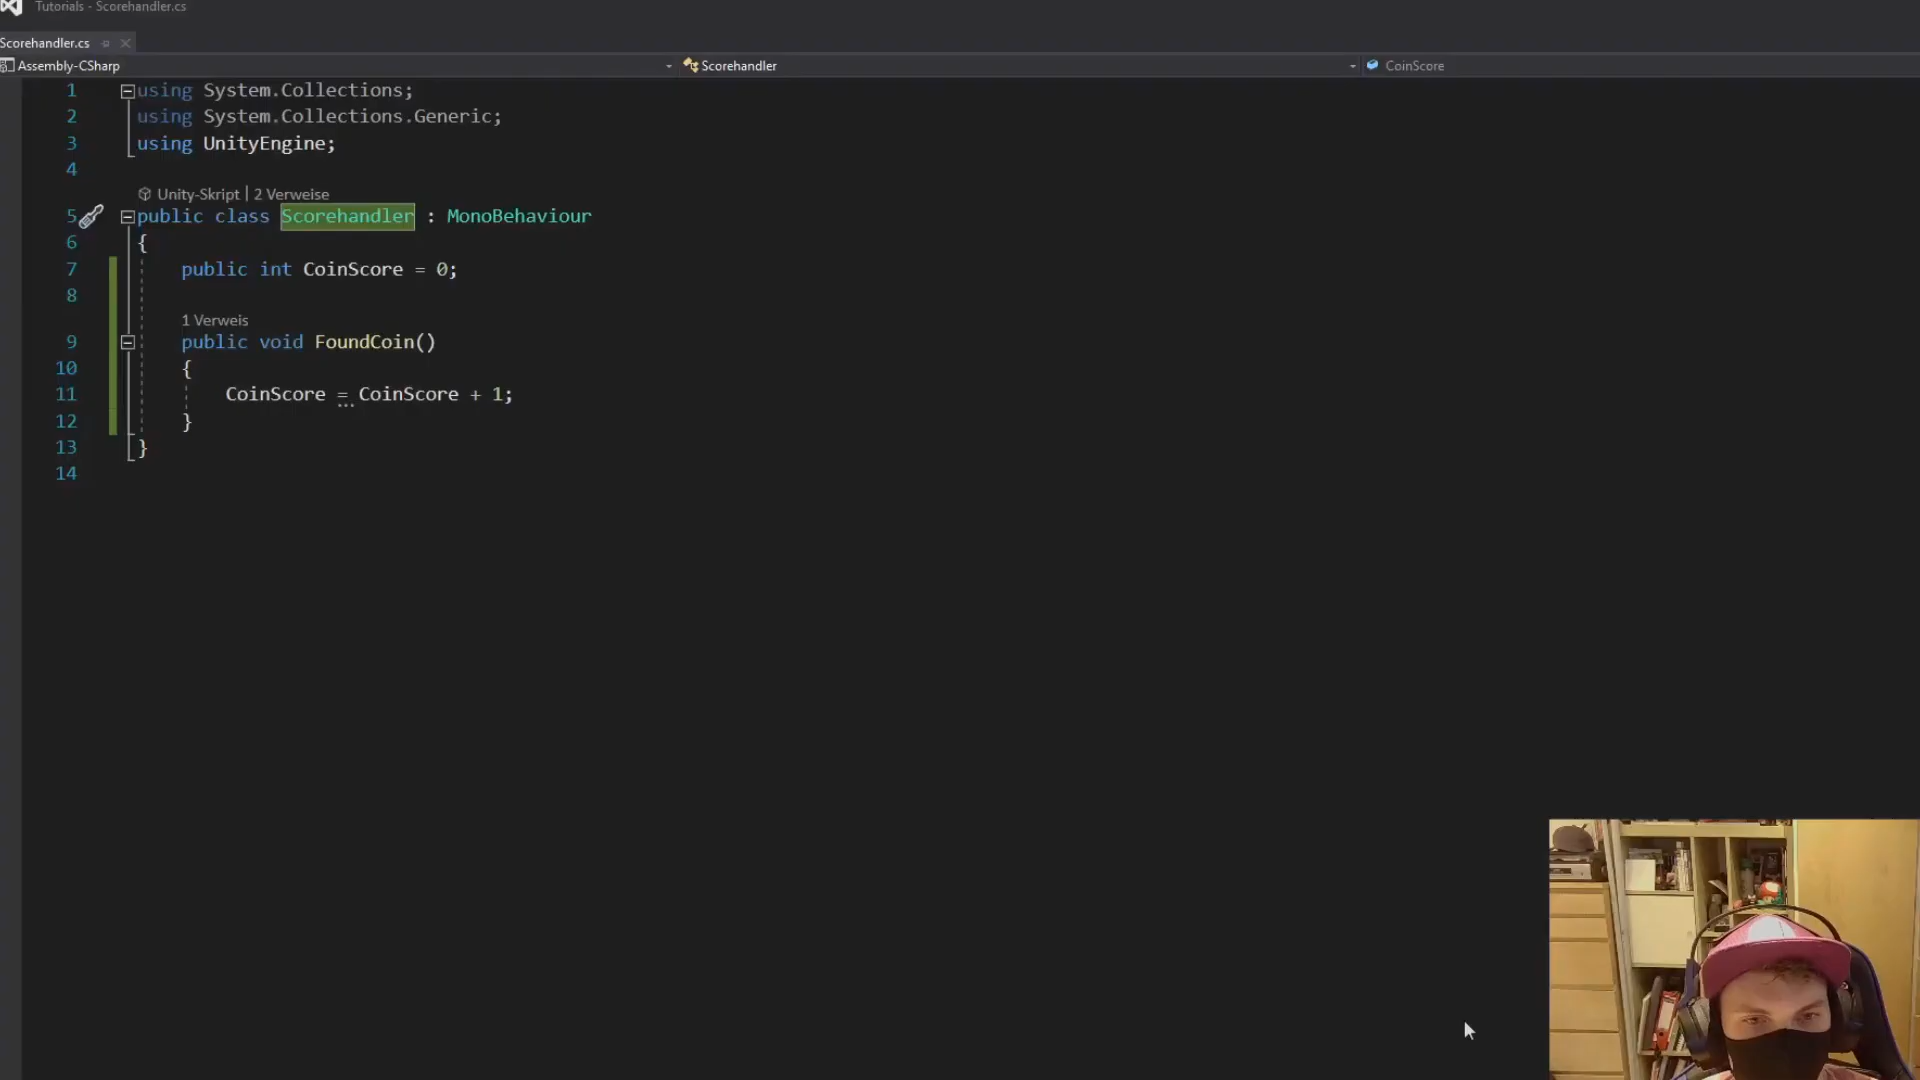 Tutorials - Scorehandler.cs
Scorehandler.cs
Assembly-CSharp
Scorehandler
CoinScore
1 using System.Collections;
2 using System.Collections.Generic;
3 using UnityEngine;
4
Unity-Skript | 2 Verweise
5 public class Scorehandler : MonoBehaviour
6 {
7 public int CoinScore = 0;
8
1 Verweis
9 public void FoundCoin()
10 {
11 CoinScore = CoinScore + 1;
12 }
13 }
14